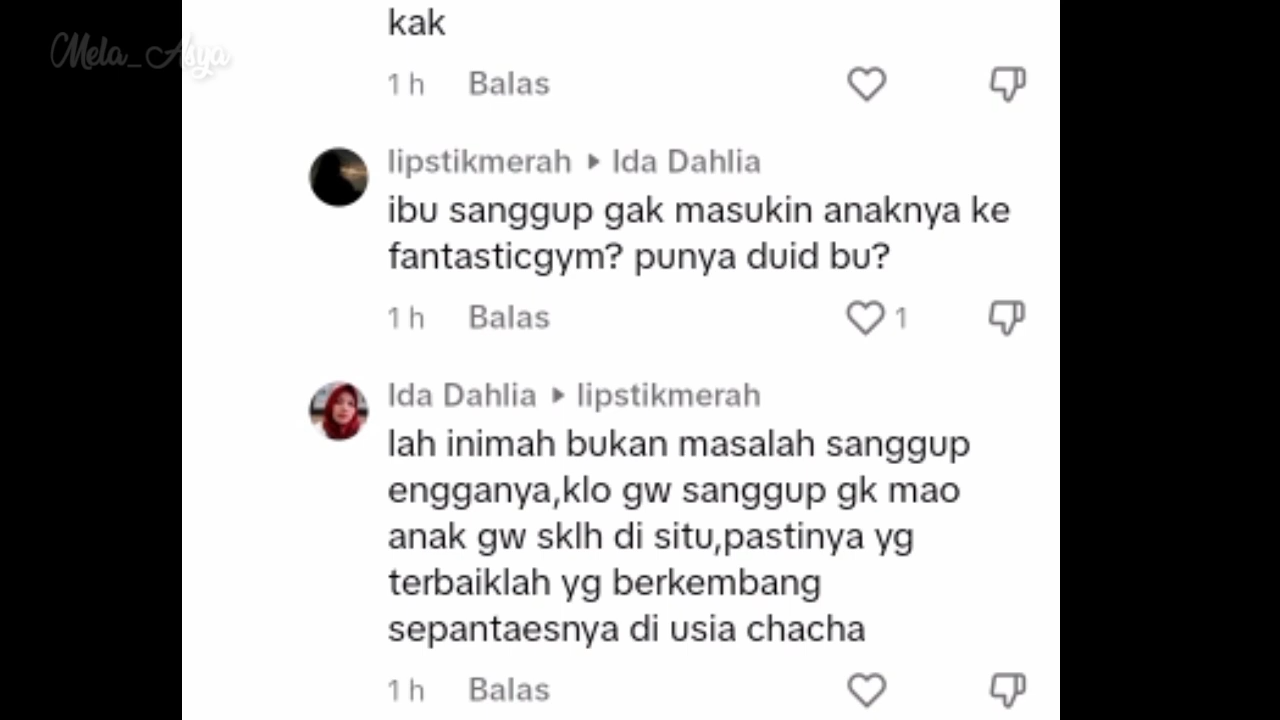 Mela_Asya
kak
1 h Balas
lipstikmerah ▸ Ida Dahlia
ibu sanggup gak masukin anaknya ke
fantasticgym? punya duid bu?
1 h Balas 1
Ida Dahlia ▸ lipstikmerah
lah inimah bukan masalah sanggup
engganya,klo gw sanggup gk mao
anak gw sklh di situ,pastinya yg
terbaiklah yg berkembang
sepantaesnya di usia chacha
1 h Balas